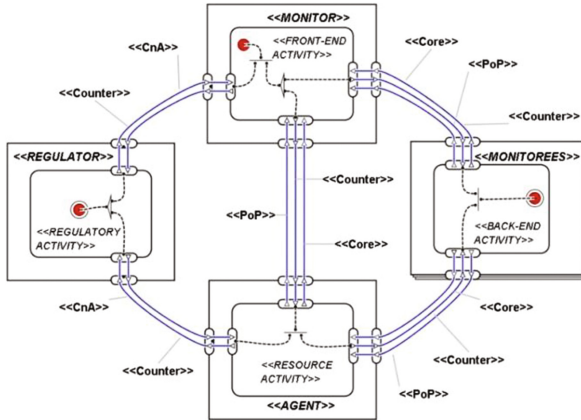 <<MONITOR>>
<<FRONT-END
ACTIVITY>>
<<CnA>>
<<Core>>
<<PoP>>
<<Counter>>
<<Counter>>
<<REGULATOR>>
<<MONITOREES>>
<<Counter>>
<<PoP>>
<<REGULATORY
ACTIVITY>>
<<BACK-END
ACTIVITY>>
<<Core>>
<<CnA>>
<<Core>>
<<Counter>>
<<Counter>>
<<RESOURCE
ACTIVITY>>
<<PoP>>
<<AGENT>>